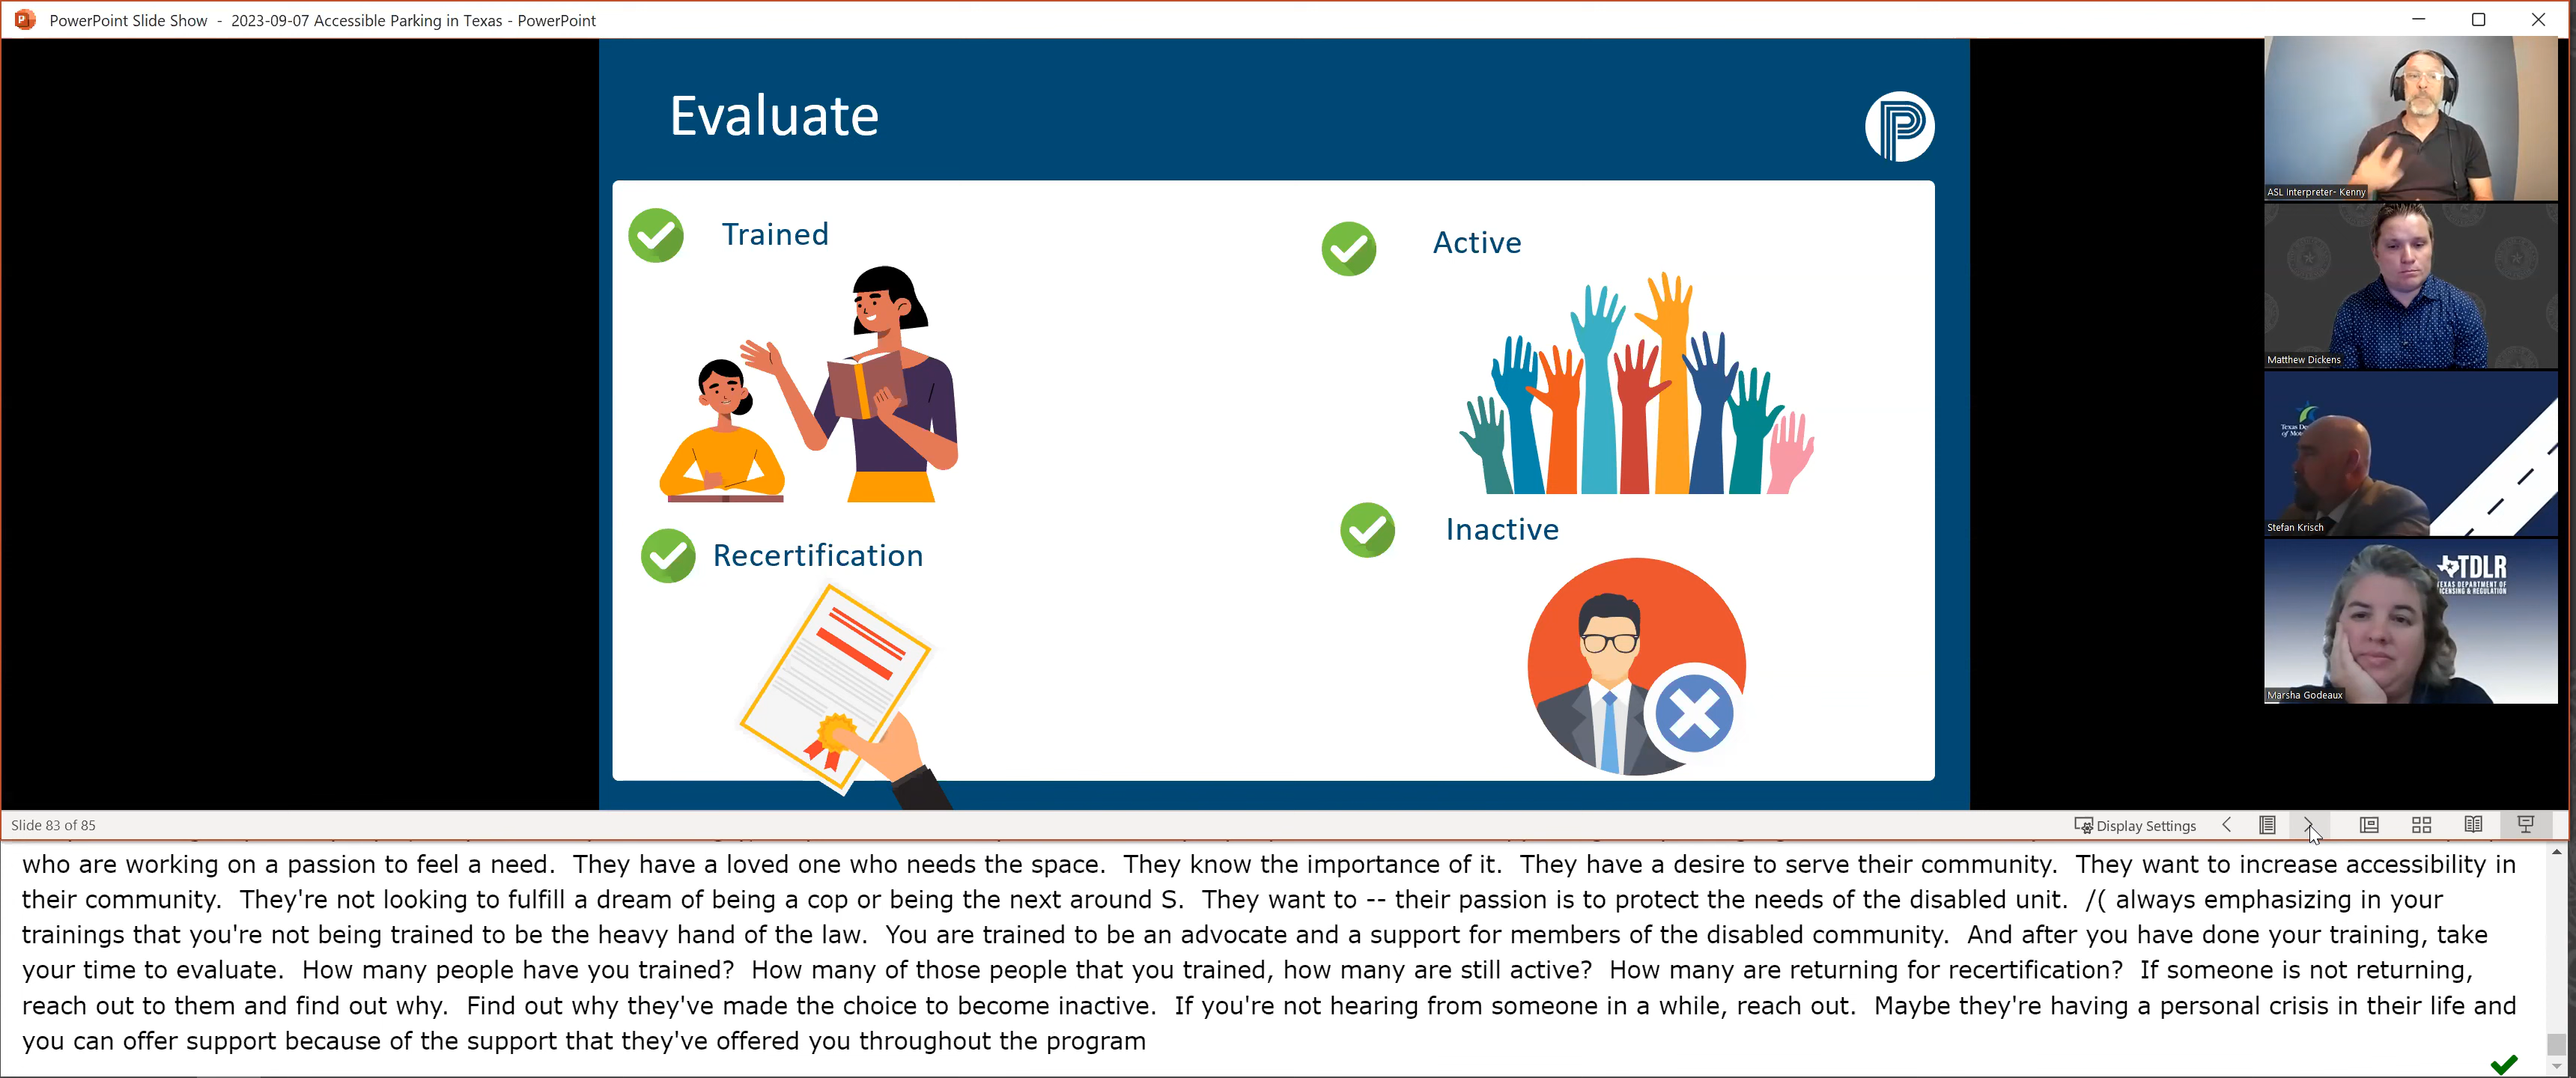 PowerPoint Slide Show - 2023-09-07 Accessible Parking in Texas - PowerPoint
Evaluate
P
Trained
Active
Recertification
Inactive
ASL Interpreter- Kenny
Matthew Dickens
Texas De
of Mot
Stefan Krisch
TDLR
TEXAS DEPARTMENT OF
LICENSING & REGULATION
Marsha Godeaux
Slide 83 of 85
Display Settings
who are working on a passion to feel a need. They have a loved one who needs the space. They know the importance of it. They have a desire to serve their community. They want to increase accessibility in
their community. They're not looking to fulfill a dream of being a cop or being the next around S. They want to -- their passion is to protect the needs of the disabled unit. /( always emphasizing in your
trainings that you're not being trained to be the heavy hand of the law. You are trained to be an advocate and a support for members of the disabled community. And after you have done your training, take
your time to evaluate. How many people have you trained? How many of those people that you trained, how many are still active? How many are returning for recertification? If someone is not returning,
reach out to them and find out why. Find out why they've made the choice to become inactive. If you're not hearing from someone in a while, reach out. Maybe they're having a personal crisis in their life and
you can offer support because of the support that they've offered you throughout the program